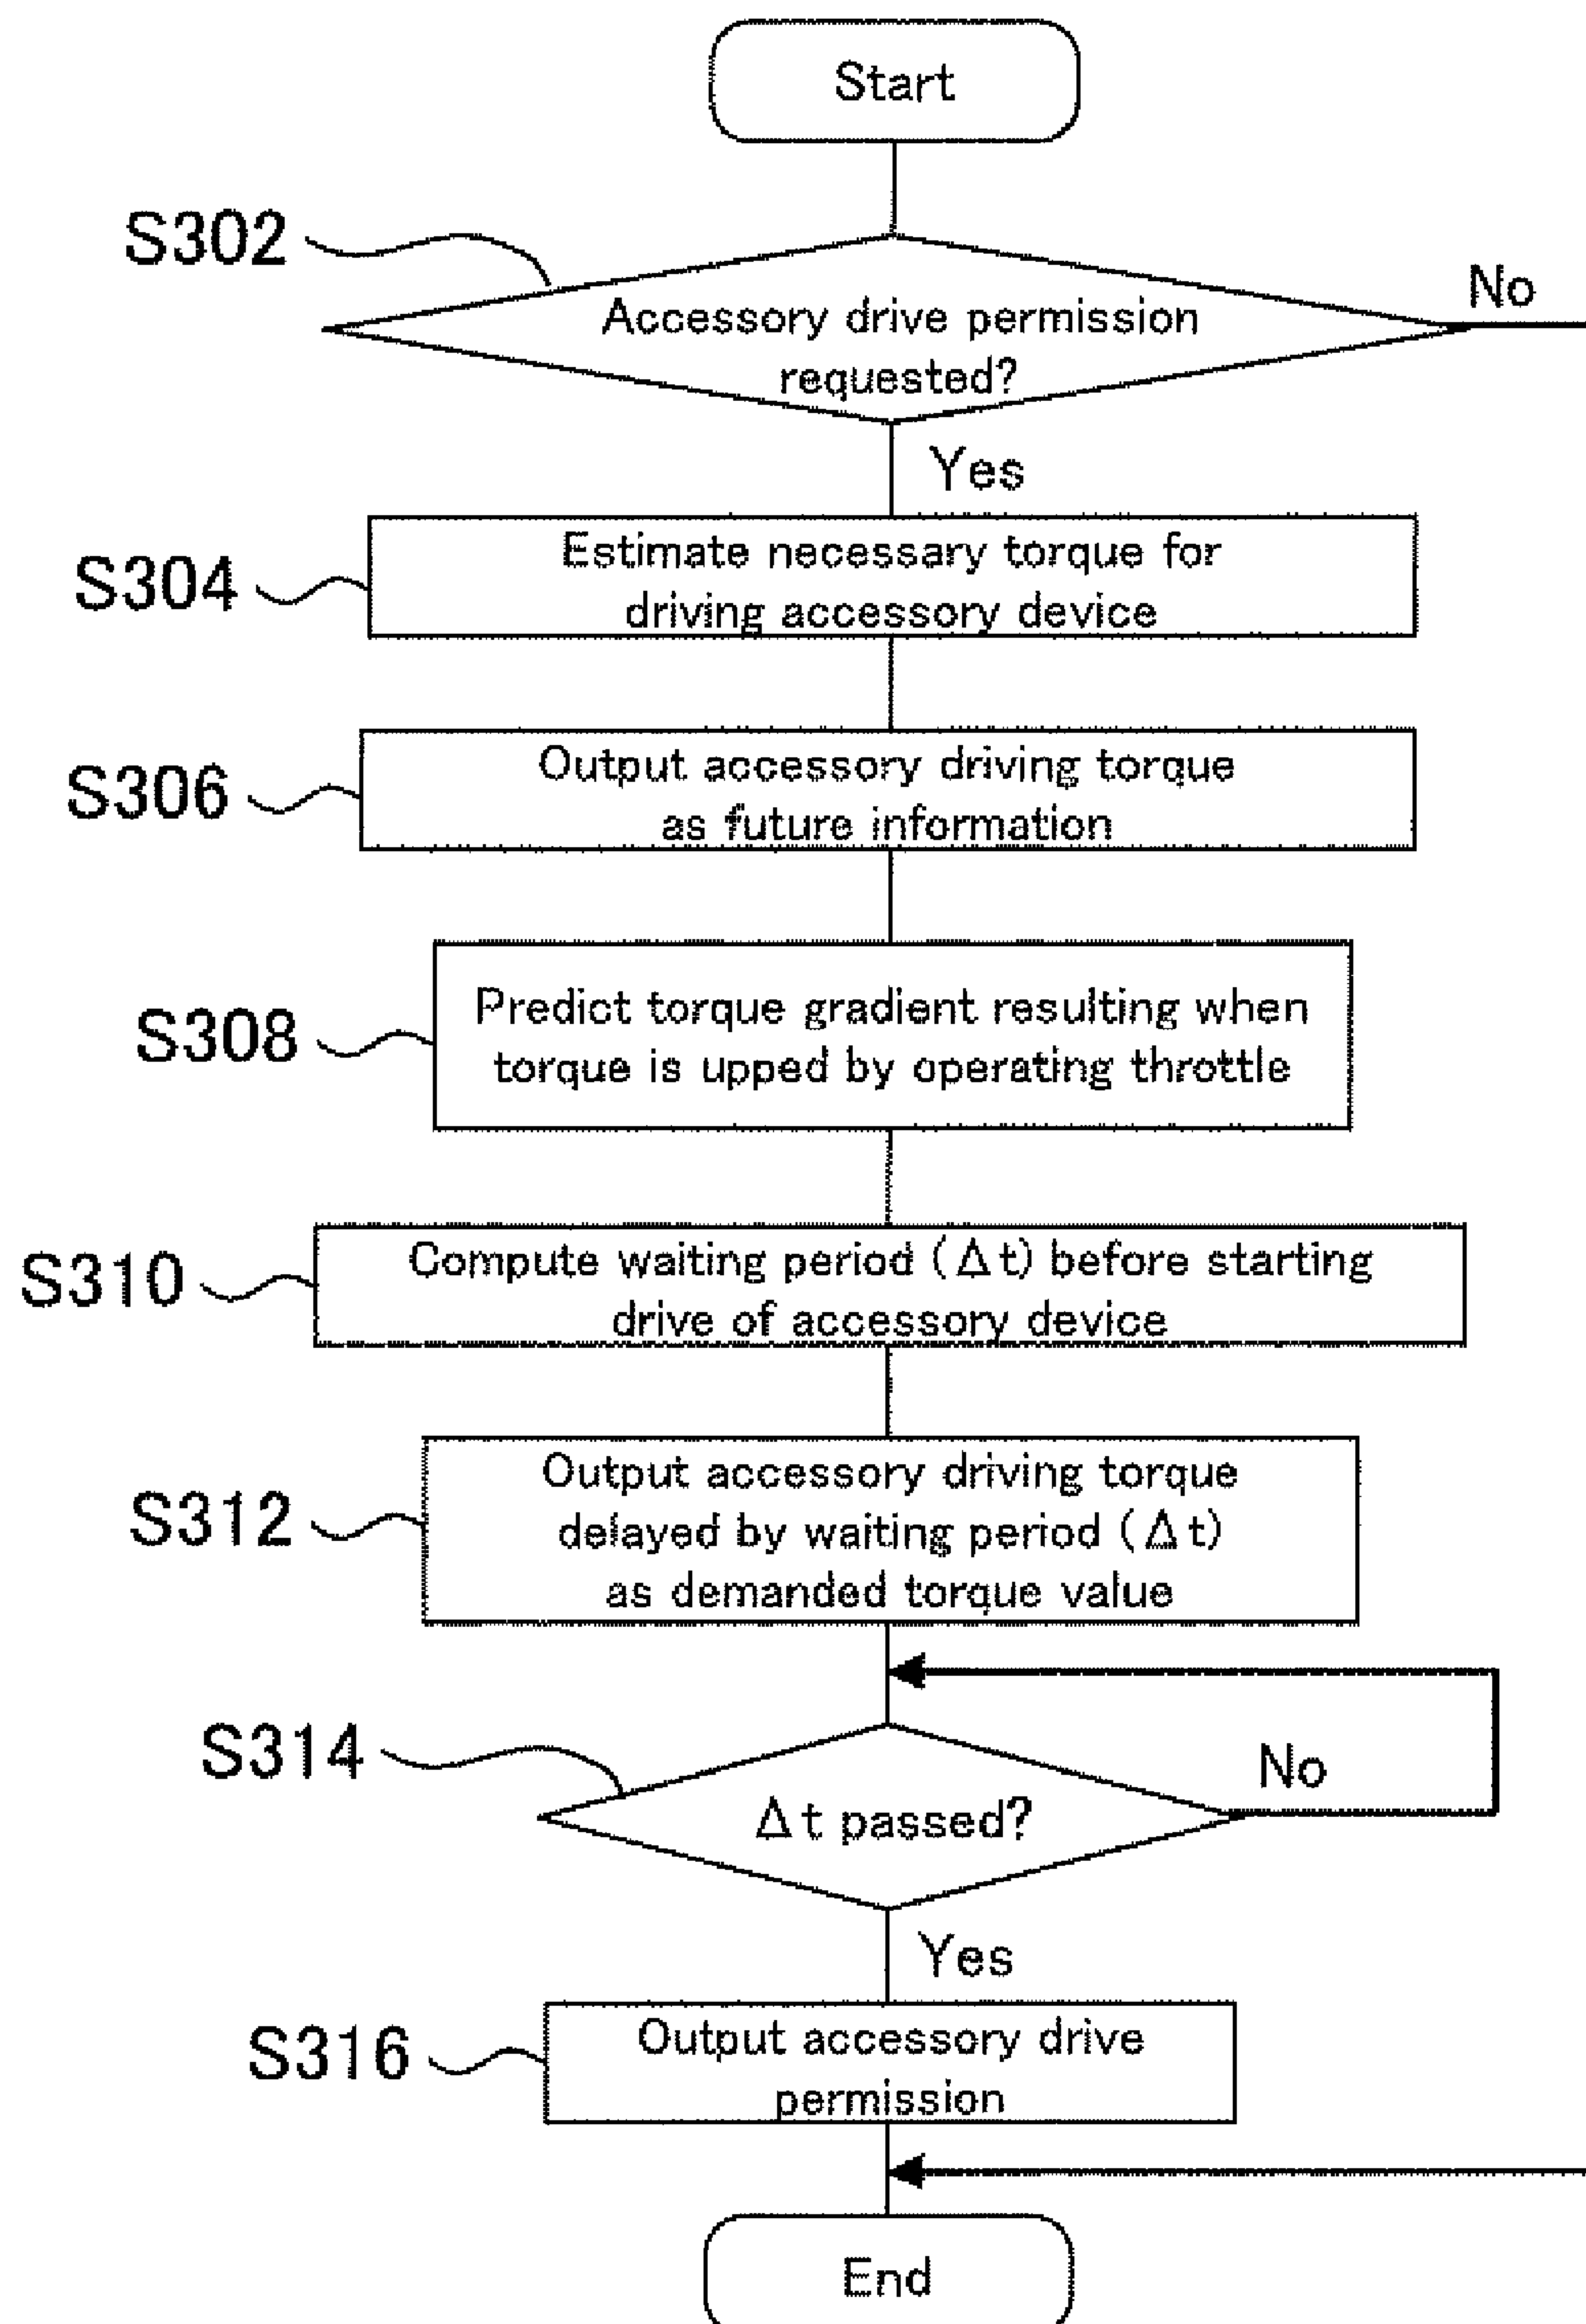 Start
S302
No
Accessory drive permission
requested?
Yes
S304
Estimate necessary torque for
driving accessory device
S306
Output accessory driving torque
as future information
S308
Predict torque gradient resulting when
torque is upped by operating throttle
S310
Compute waiting period (Δt) before starting
drive of accessory device
S312
Output accessory driving torque
delayed by waiting period (Δt)
as demanded torque value
S314
No
Δt passed?
Yes
S316
Output accessory drive
permission
End